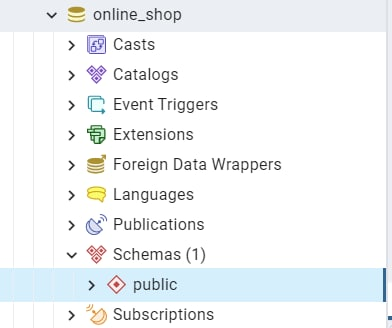 online_shop
Casts
Catalogs
Event Triggers
Extensions
Foreign Data Wrappers
Languages
Publications
Schemas (1)
public
Subscriptions